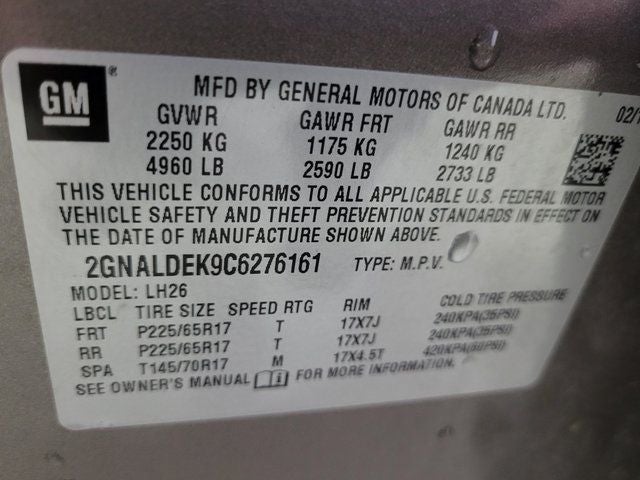 GM ®
MFD BY GENERAL MOTORS OF CANADA LTD.
02/1
GVWR GAWR FRT GAWR RR
2250 KG 1175 KG 1240 KG
4960 LB 2590 LB 2733 LB
THIS VEHICLE CONFORMS TO ALL APPLICABLE U.S. FEDERAL MOTOR
VEHICLE SAFETY AND THEFT PREVENTION STANDARDS IN EFFECT ON
THE DATE OF MANUFACTURE SHOWN ABOVE.
2GNALDEK9C6276161 TYPE: M.P.V.
MODEL: LH26
LBCL TIRE SIZE SPEED RTG RIM COLD TIRE PRESSURE
FRT P225/65R17 T 17X7J 240KPA(35PSI)
RR P225/65R17 T 17X7J 240KPA(35PSI)
SPA T145/70R17 M 17X4.5T 420KPA(60PSI)
SEE OWNER'S MANUAL FOR MORE INFORMATION.